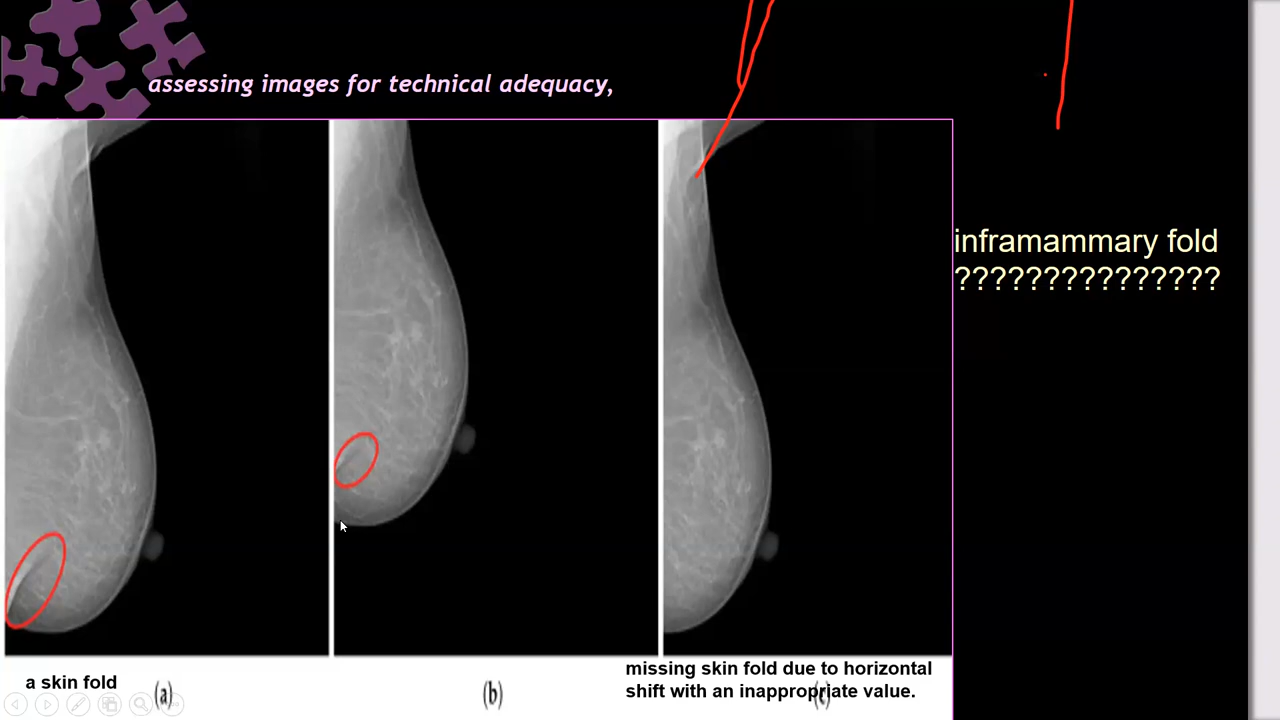 assessing images for technical adequacy,
inframammary fold
???????????????
a skin fold
(a)
(b)
missing skin fold due to horizontal
shift with an inappropriate value.
(c)